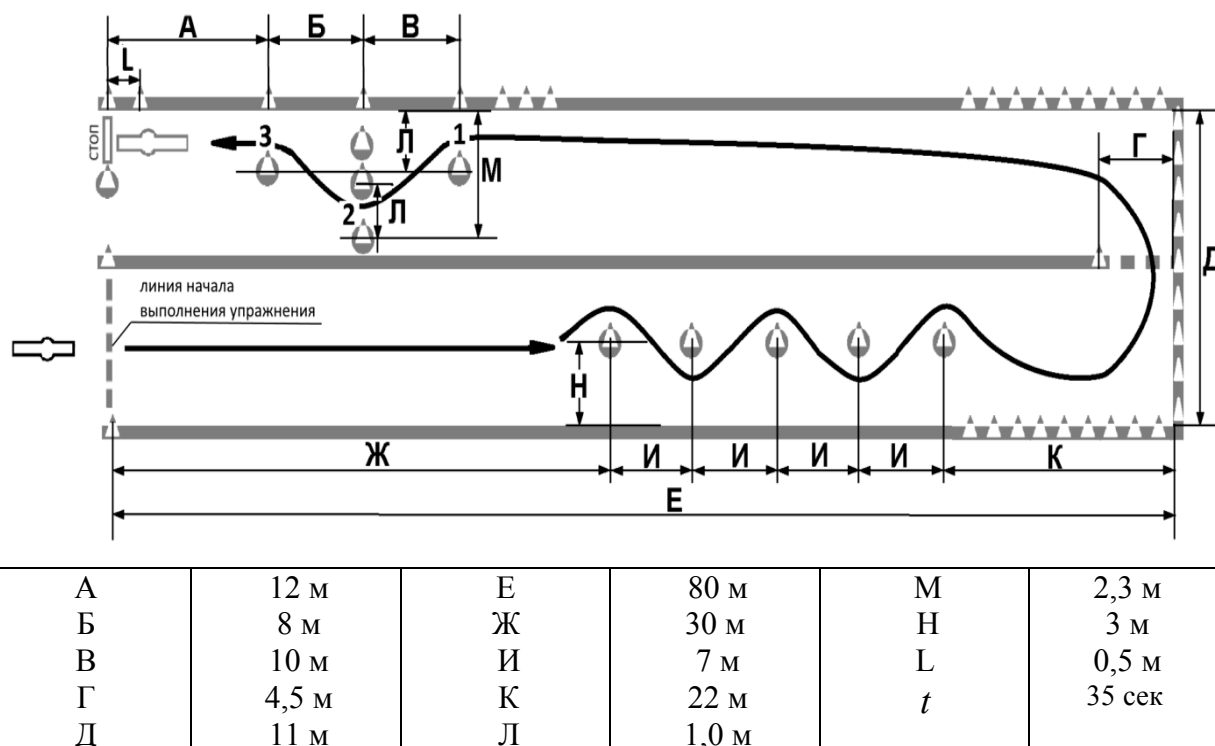 А Б В
L
СТОП
3 1
Л М Г
2 Л
Д
линия начала
выполнения упражнения
Н
Ж И И И И К
Е
А 12 м Е 80 м М 2,3 м
Б 8 м Ж 30 м Н 3 м
В 10 м И 7 м L 0,5 м
Г 4,5 м К 22 м t 35 сек
Д 11 м Л 1,0 м